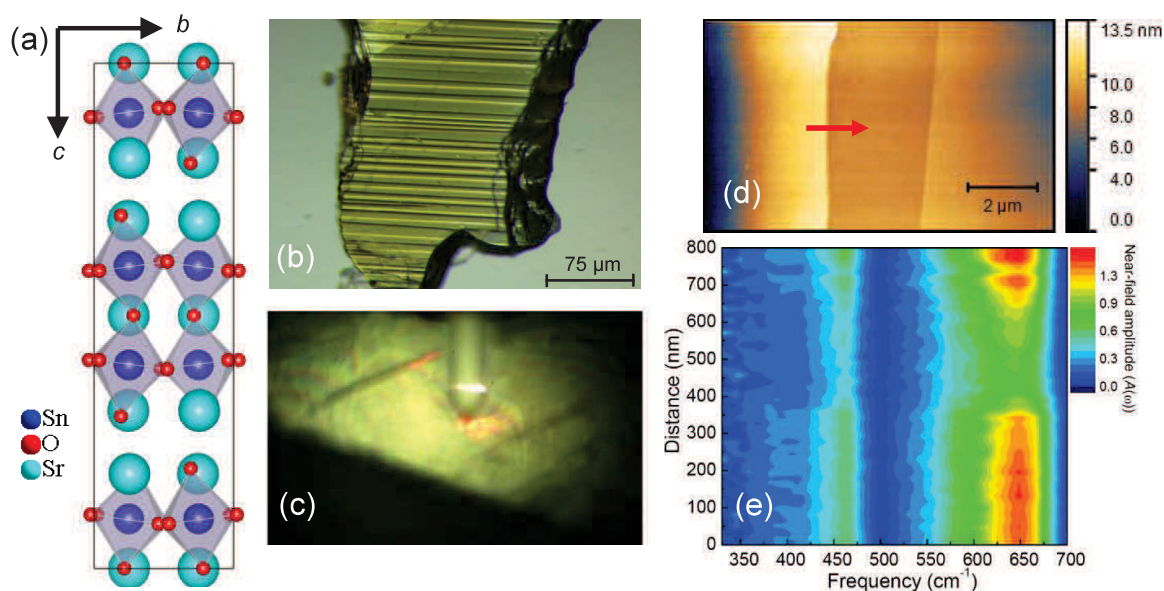 (a)
b
c
Sn
O
Sr
(b)
75 µm
(c)
(d)
2 µm
13.5 nm
10.0
8.0
6.0
4.0
0.0
(e)
800
700
600
500
400
300
200
100
0
Distance (nm)
350 400 450 500 550 600 650 700
Frequency (cm⁻¹)
1.3
0.9
0.6
0.3
0.0
Near-field amplitude (A(ω))